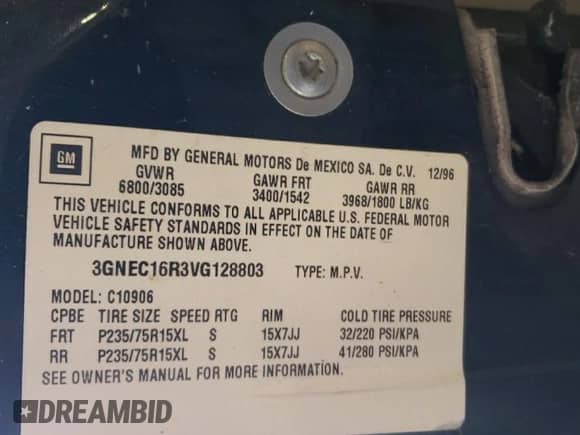 GM
MFD BY GENERAL MOTORS De MEXICO SA. De C.V. 12/96
GVWR GAWR FRT GAWR RR
6800/3085 3400/1542 3968/1800 LB/KG
THIS VEHICLE CONFORMS TO ALL APPLICABLE U.S. FEDERAL MOTOR
VEHICLE SAFETY STANDARDS IN EFFECT ON THE DATE OF
MANUFACTURE SHOWN ABOVE.
3GNEC16R3VG128803 TYPE: M.P.V.
MODEL: C10906
CPBE TIRE SIZE SPEED RTG RIM COLD TIRE PRESSURE
FRT P235/75R15XL S 15X7JJ 32/220 PSI/KPA
RR P235/75R15XL S 15X7JJ 41/280 PSI/KPA
SEE OWNER'S MANUAL FOR MORE INFORMATION.
DREAMBID